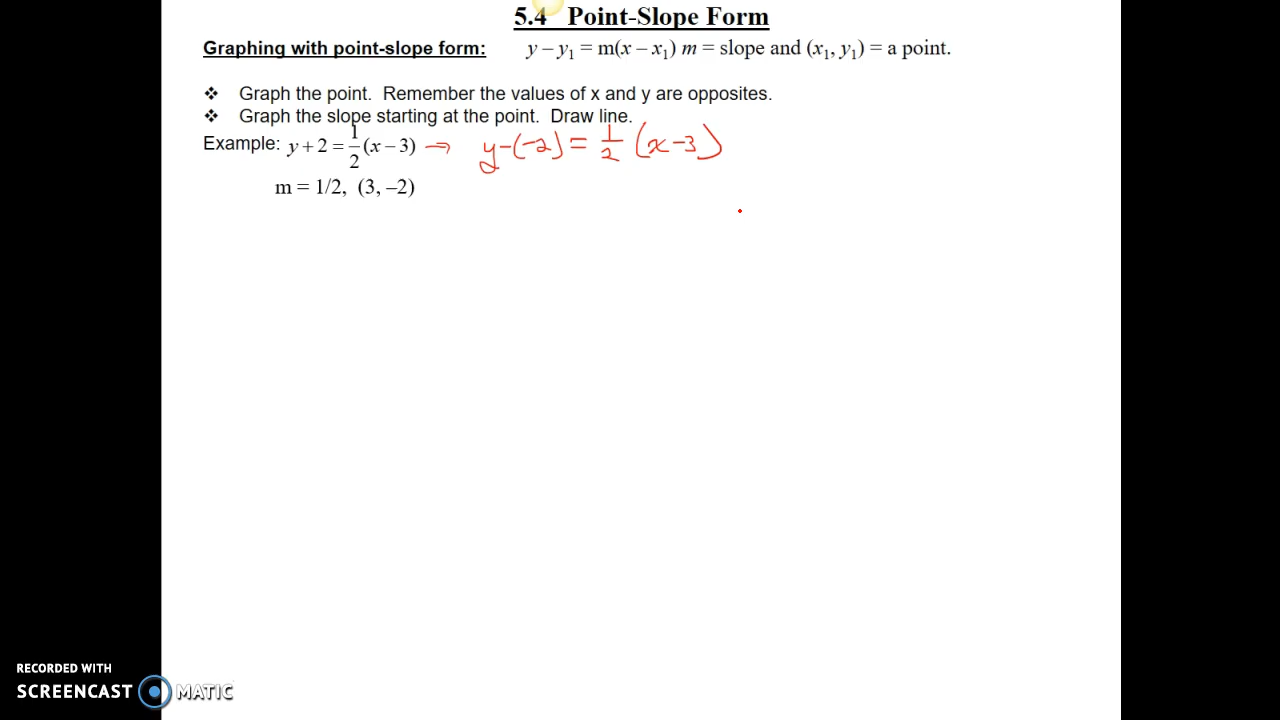 5.4 Point-Slope Form
Graphing with point-slope form: y – y₁ = m(x – x₁) m = slope and (x₁, y₁) = a point.
❖ Graph the point. Remember the values of x and y are opposites.
❖ Graph the slope starting at the point. Draw line.
Example: y + 2 = 1/2(x – 3) → y-(-2) = 1/2 (x-3)
m = 1/2, (3, –2)
RECORDED WITH
SCREENCAST MATIC